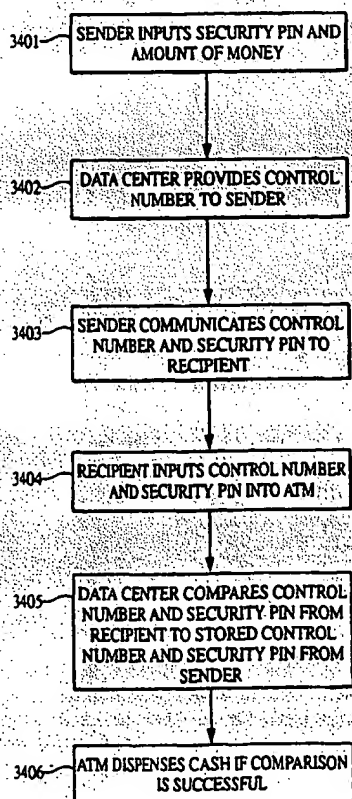 3401
SENDER INPUTS SECURITY PIN AND
AMOUNT OF MONEY
3402
DATA CENTER PROVIDES CONTROL
NUMBER TO SENDER
3403
SENDER COMMUNICATES CONTROL
NUMBER AND SECURITY PIN TO
RECIPIENT
3404
RECIPIENT INPUTS CONTROL NUMBER
AND SECURITY PIN INTO ATM
3405
DATA CENTER COMPARES CONTROL
NUMBER AND SECURITY PIN FROM
RECIPIENT TO STORED CONTROL
NUMBER AND SECURITY PIN FROM
SENDER
3406
ATM DISPENSES CASH IF COMPARISON
IS SUCCESSFUL